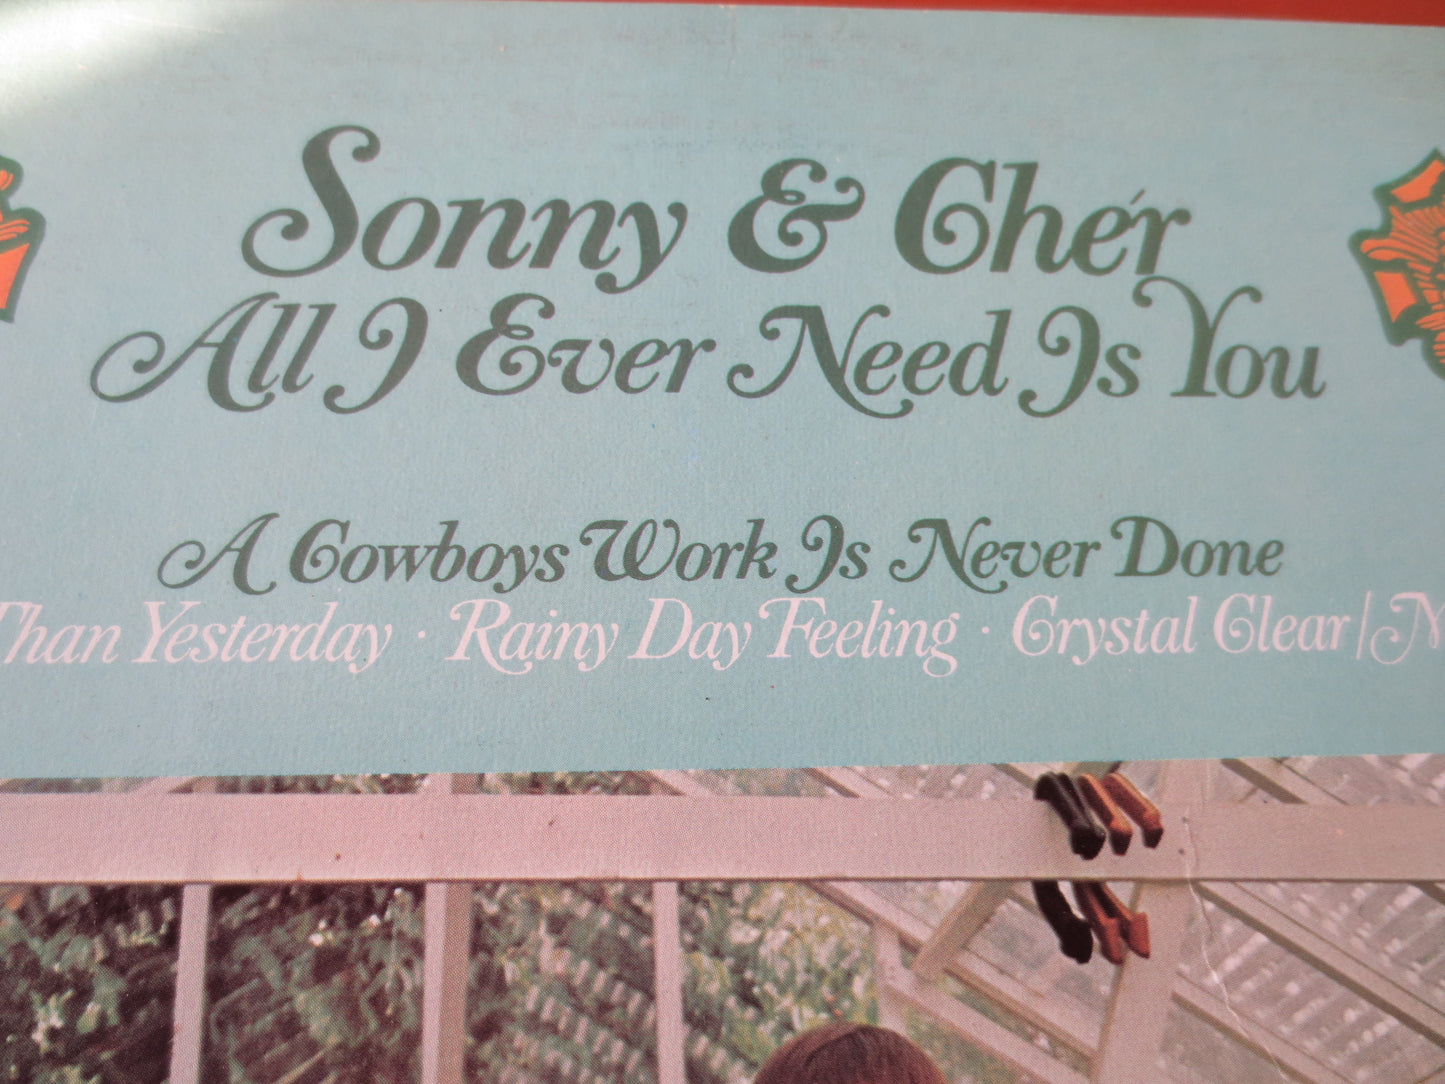 Sonny & Chér
All I Ever Need Is You
A Cowboys Work Is Never Done
Than Yesterday · Rainy Day Feeling · Crystal Clear/M